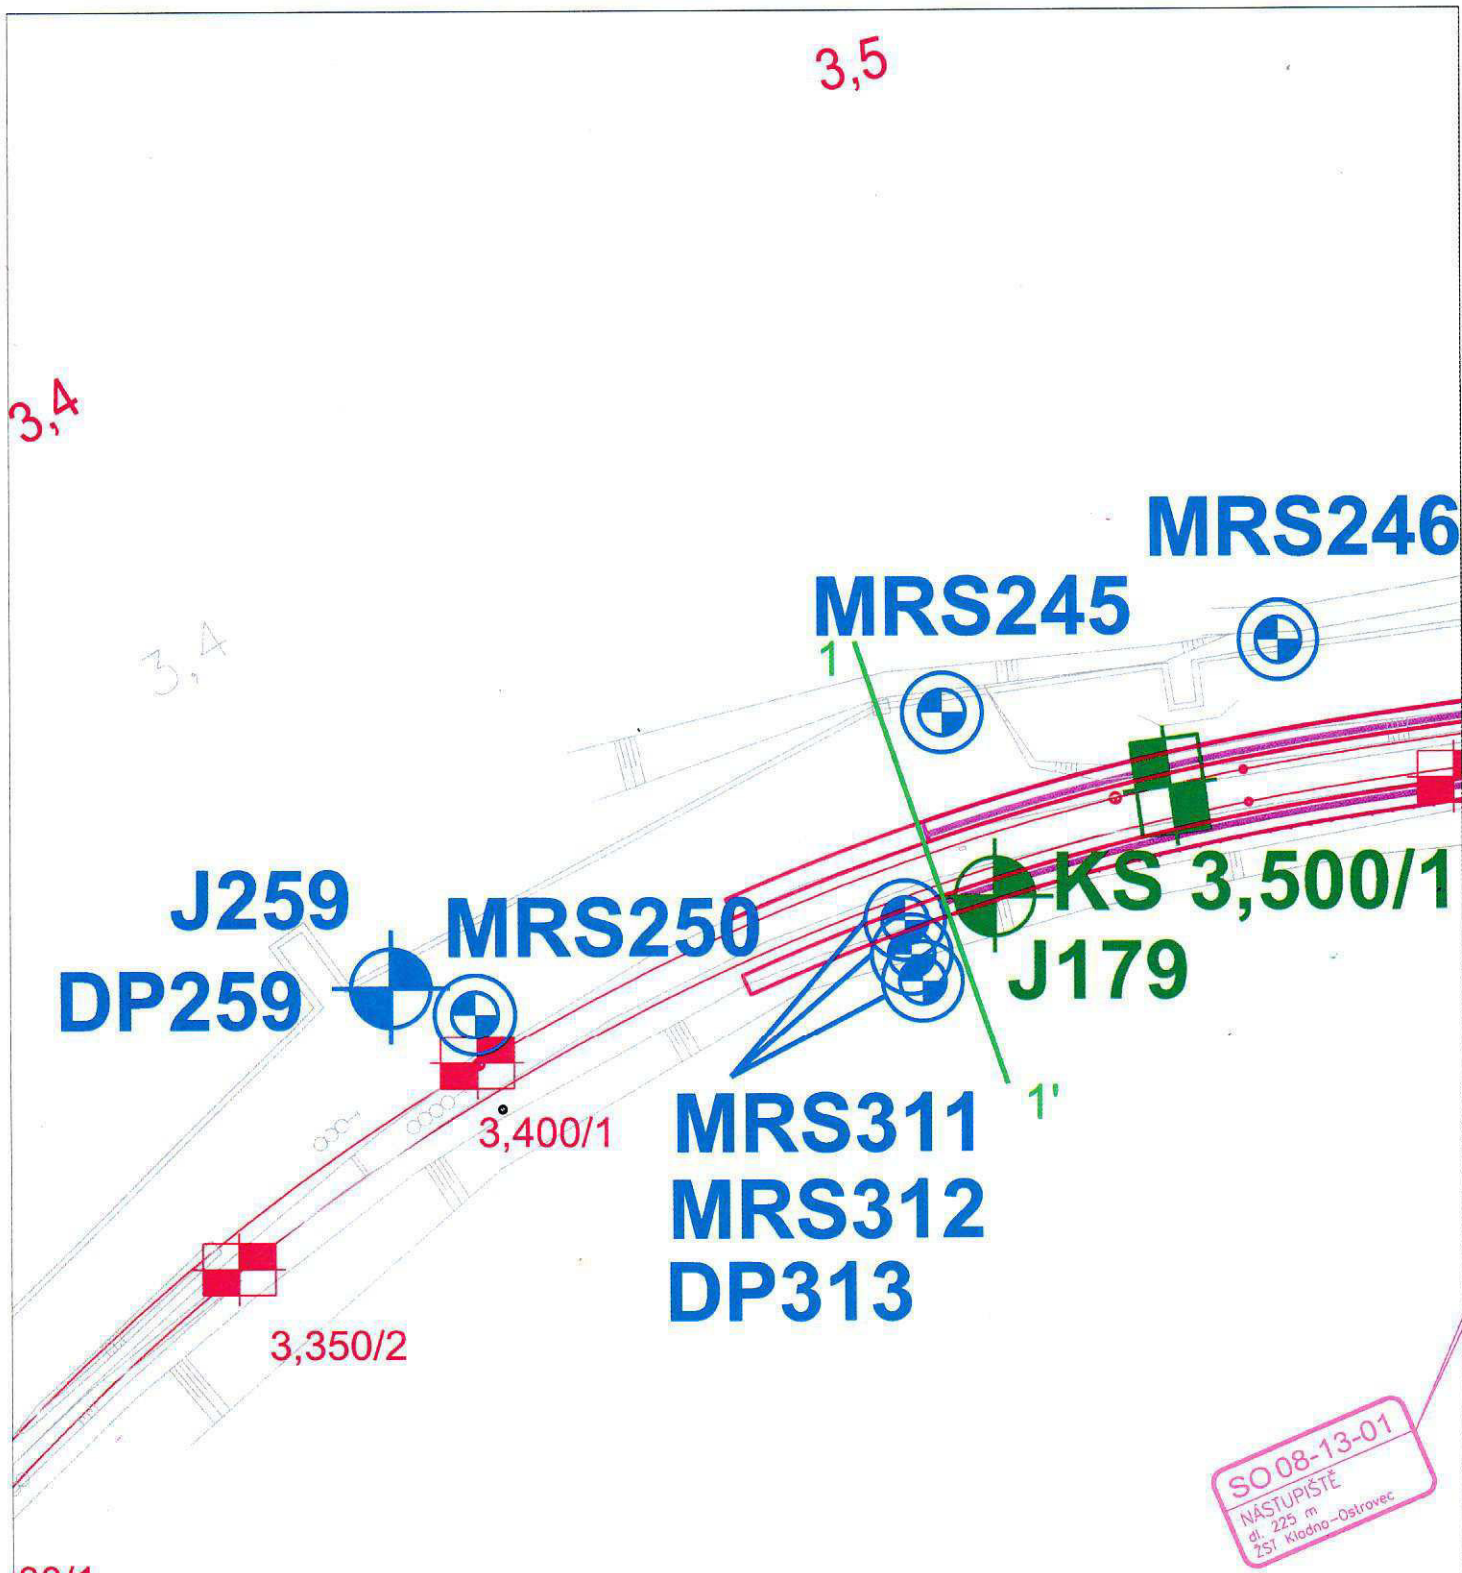 3,5
3,4
MRS246
MRS245
1
3,4
J259
MRS250
KS 3,500/1
DP259
J179
1'
MRS311
3,400/1
MRS312
DP313
3,350/2
SO 08-13-01
NÁSTUPIŠTĚ
dl. 225 m
ŽST Kladno-Ostrovec